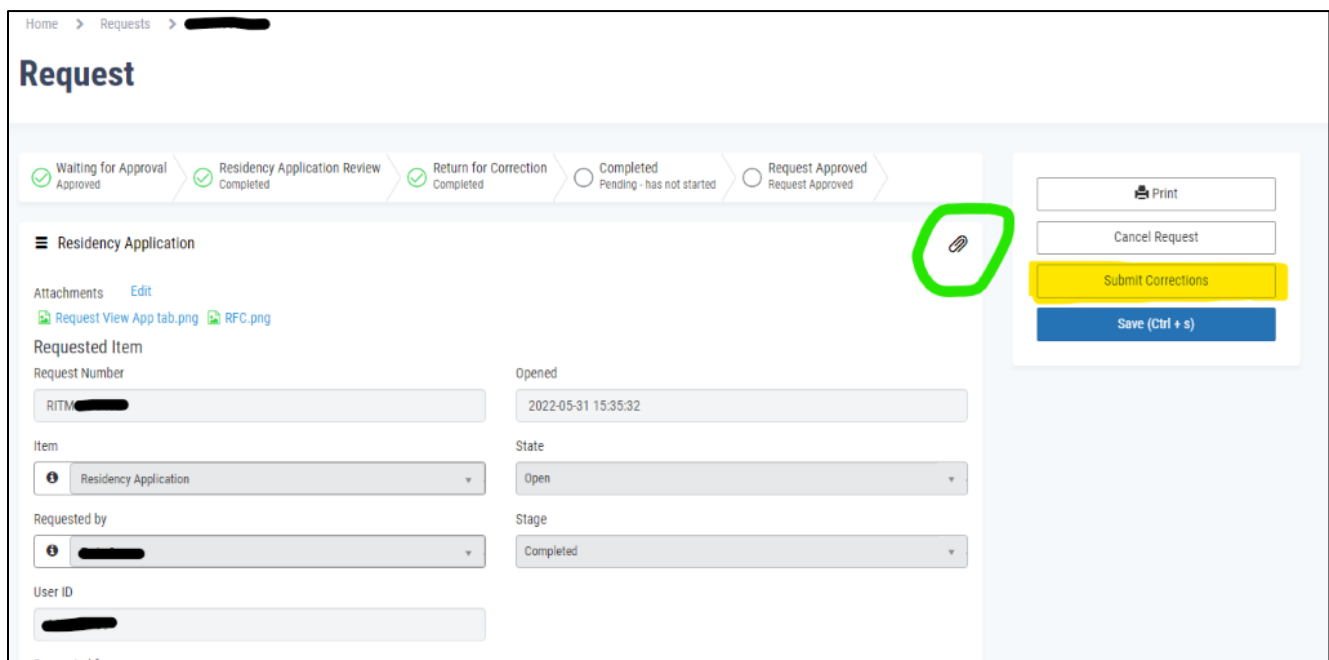 Home > Requests >
Request
Waiting for Approval
Approved
Residency Application Review
Completed
Return for Correction
Completed
Completed
Pending - has not started
Request Approved
Request Approved
Print
Cancel Request
Submit Corrections
Save (Ctrl + s)
Residency Application
Attachments Edit
Request View App tab.png RFC.png
Requested Item
Request Number Opened
RITM 2022-05-31 15:35:32
Item State
Residency Application Open
Requested by Stage
Completed
User ID